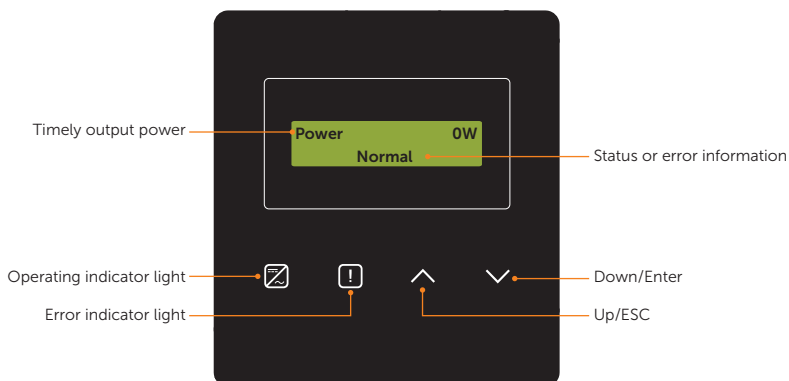 Timely output power
Power 0W
Normal
Status or error information
Operating indicator light
Error indicator light
!
Down/Enter
Up/ESC